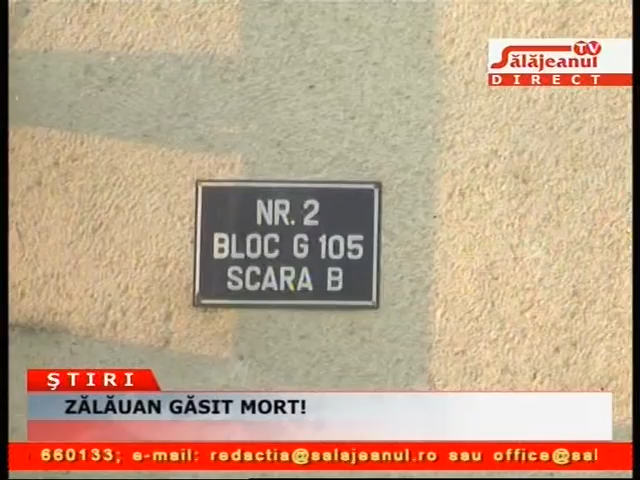 Sălăjeanul TV
DIRECT
NR. 2
BLOC G 105
SCARA B
ŞTIRI
ZĂLĂUAN GĂSIT MORT!
660133; e-mail: redactia@salajeanul.ro sau office@sal